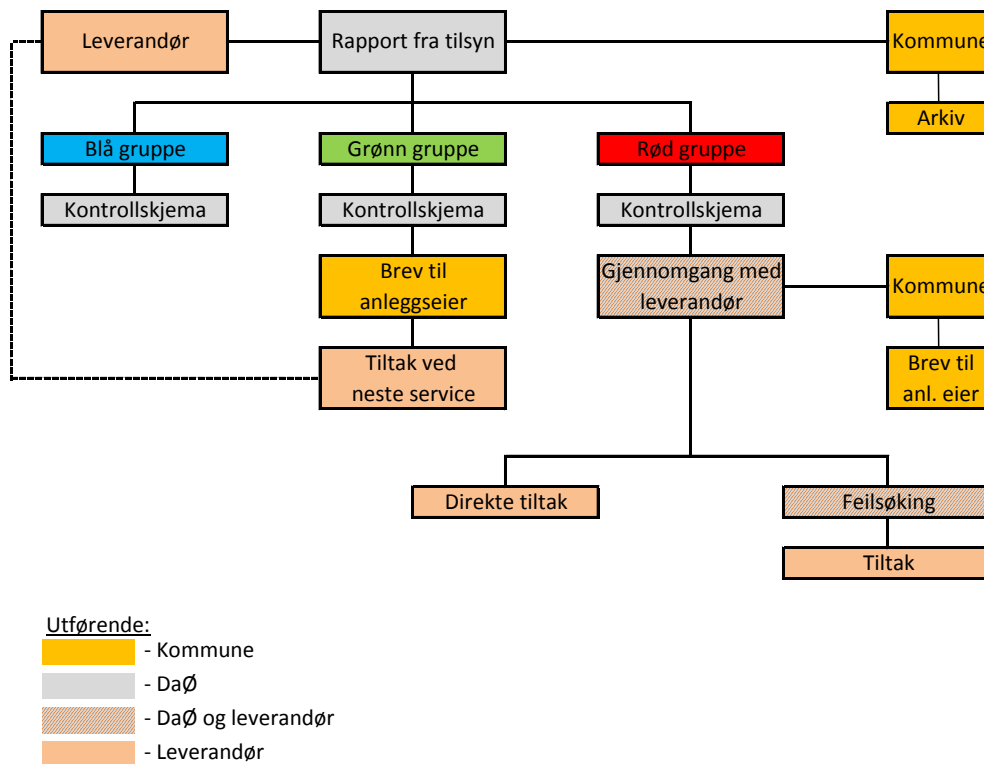 Leverandør
Rapport fra tilsyn
Kommune
Arkiv
Blå gruppe
Grønn gruppe
Rød gruppe
Kontrollskjema
Kontrollskjema
Kontrollskjema
Brev til
anleggseier
Gjennomgang med
leverandør
Kommune
Tiltak ved
neste service
Brev til
anl. eier
Direkte tiltak
Feilsøking
Tiltak
Utførende:
- Kommune
- DaØ
- DaØ og leverandør
- Leverandør